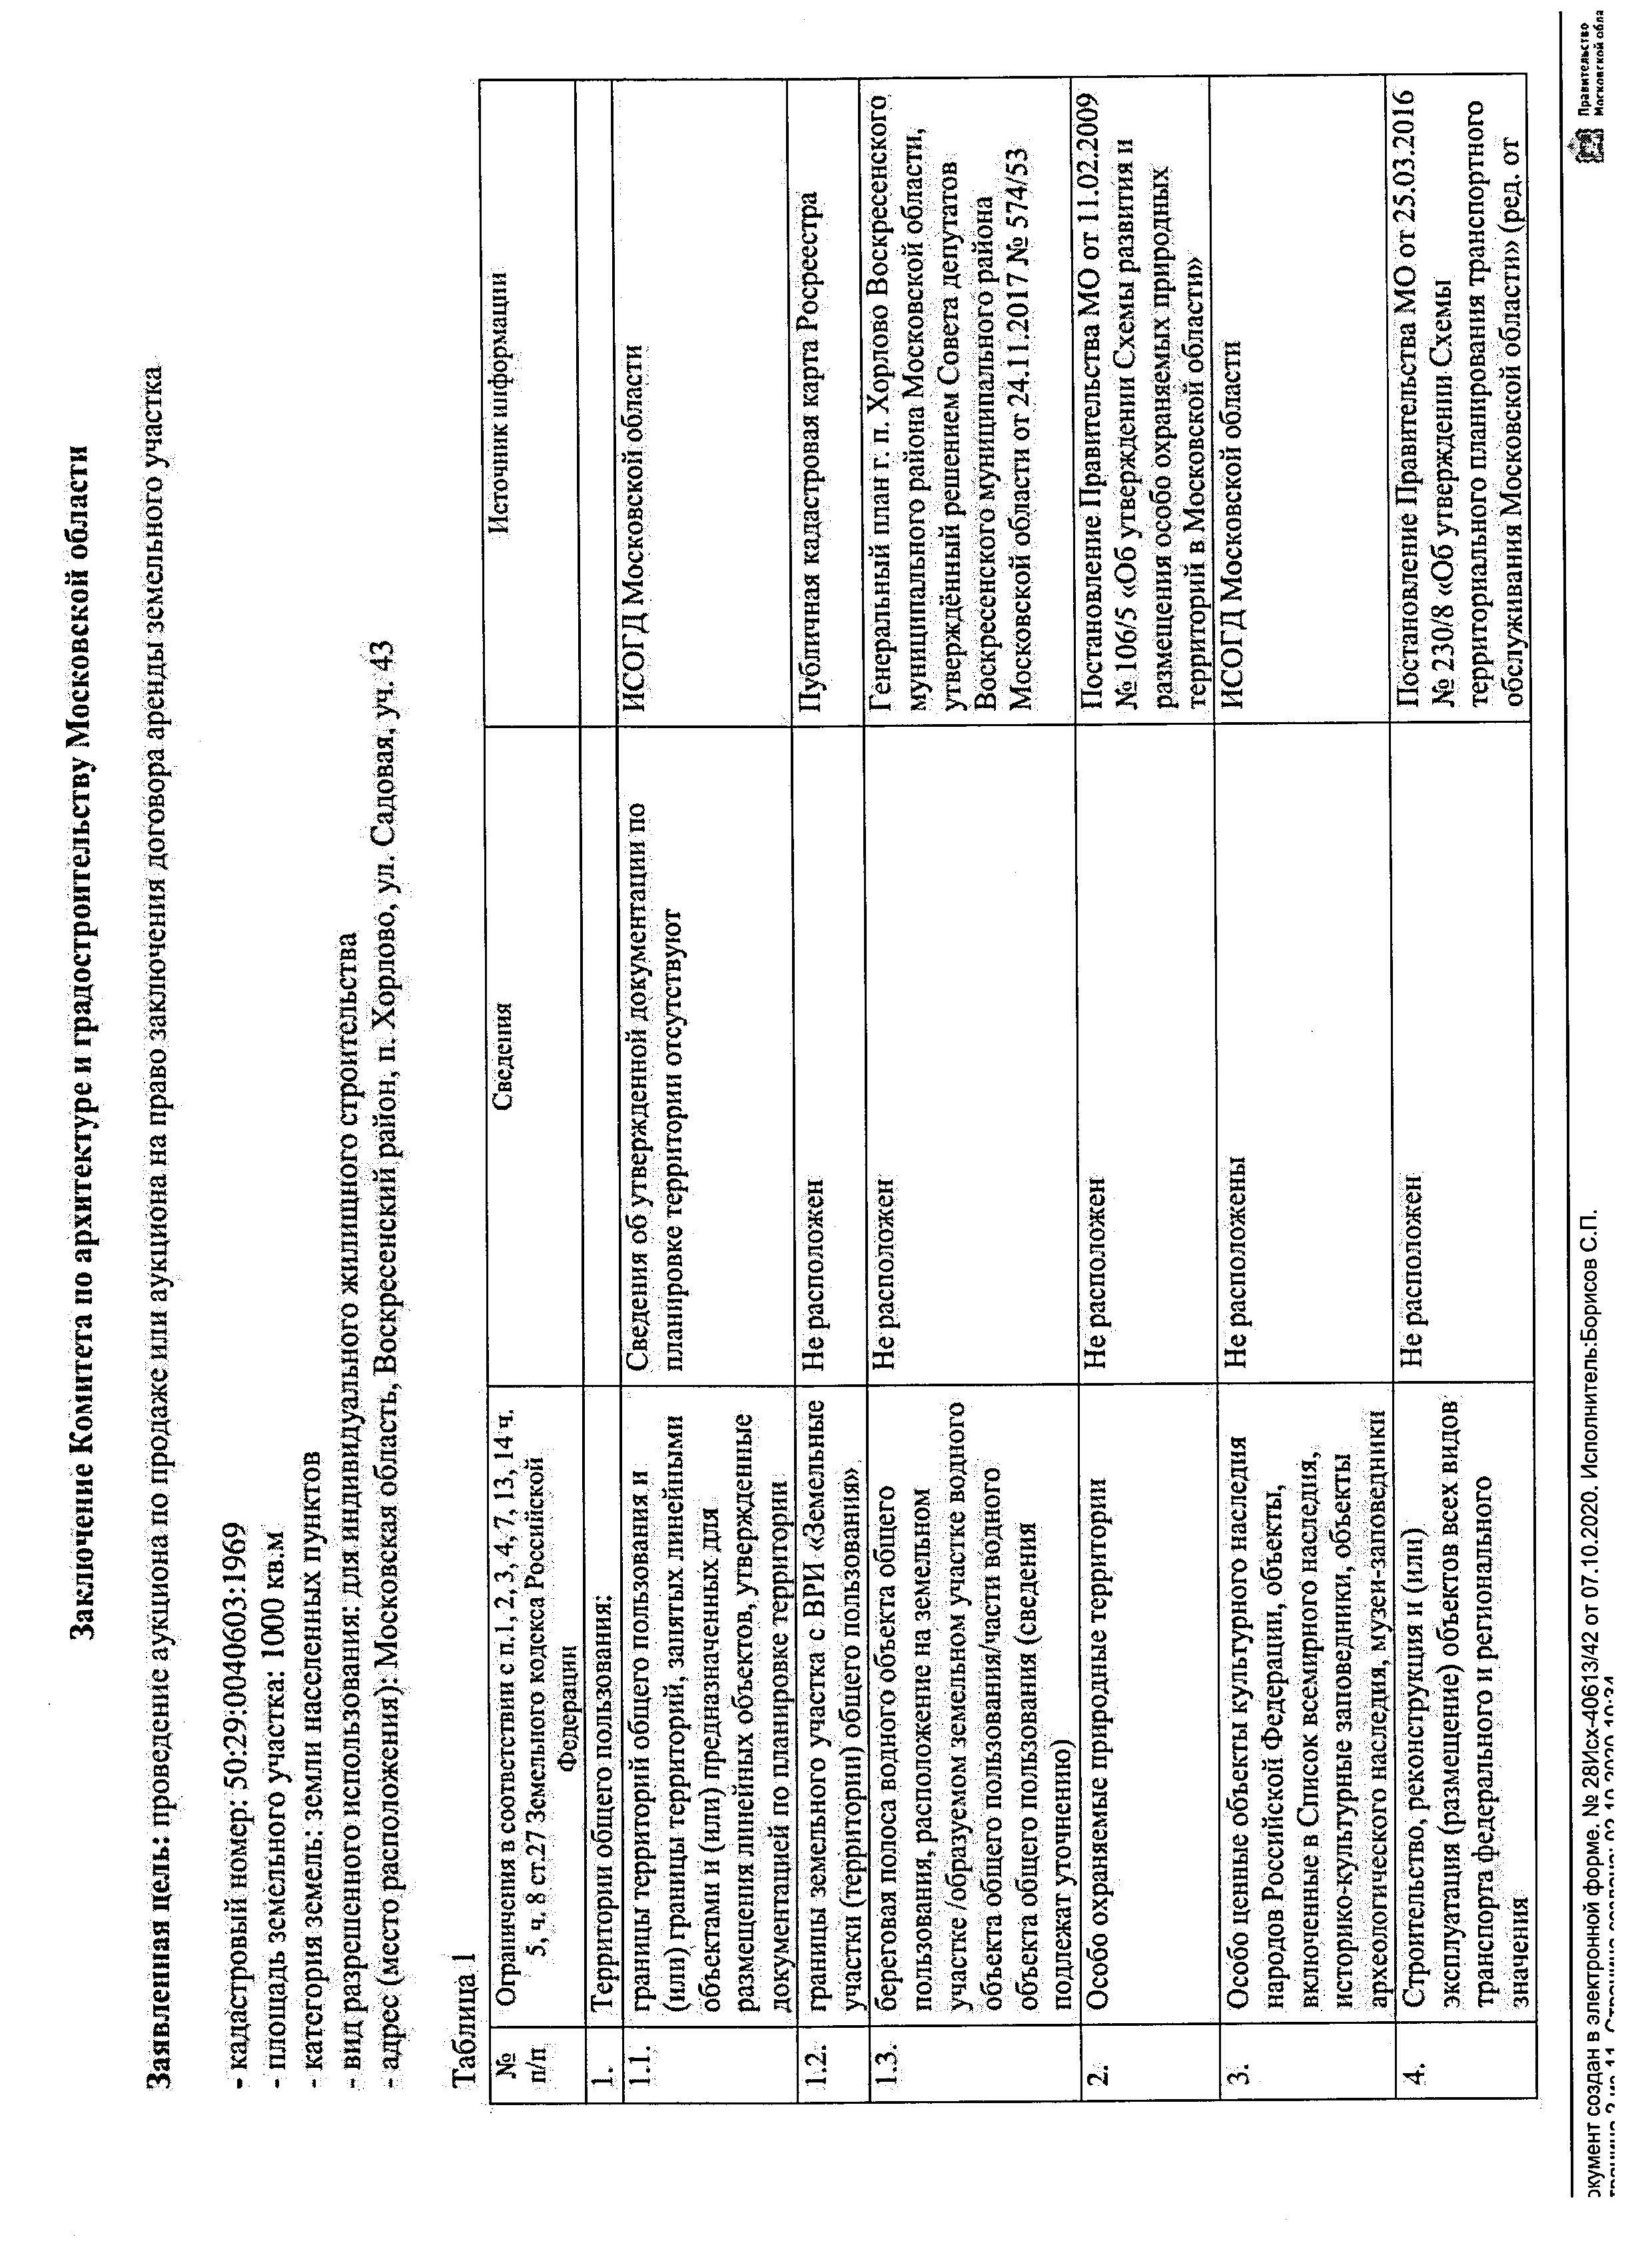 Заключение Комитета по архитектуре и градостроительству Московской области
Заявленная цель: проведение аукциона по продаже или аукциона на право заключения договора аренды земельного участка
- кадастровый номер: 50:29:0040603:1969
- площадь земельного участка: 1000 кв.м
- категория земель: земли населенных пунктов
- вид разрешенного использования: для индивидуального жилищного строительства
- адрес (место расположения): Московская область, Воскресенский район, п. Хорлово, ул. Садовая, уч. 43
Таблица 1
№
п/п
Ограничения в соответствии с п.1, 2, 3, 4, 7, 13, 14 ч.
5, ч, 8 ст.27 Земельного кодекса Российской
Федерации
Сведения
Источник информации
1.
Территории общего пользования:
1.1.
границы территорий общего пользования и
(или) границы территорий, занятых линейными
объектами и (или) предназначенных для
размещения линейных объектов, утвержденные
документацией по планировке территории
Сведения об утвержденной документации по
планировке территории отсутствуют
ИСОГД Московской области
1.2.
границы земельного участка с ВРИ «Земельные
участки (территории) общего пользования»
Не расположен
Публичная кадастровая карта Росреестра
1.3.
береговая полоса водного объекта общего
пользования, расположение на земельном
участке /образуемом земельном участке водного
объекта общего пользования/части водного
объекта общего пользования (сведения
подлежат уточнению)
Не расположен
Генеральный план г. п. Хорлово Воскресенского
муниципального района Московской области,
утверждённый решением Совета депутатов
Воскресенского муниципального района
Московской области от 24.11.2017 № 574/53
2.
Особо охраняемые природные территории
Не расположен
Постановление Правительства МО от 11.02.2009
№ 106/5 «Об утверждении Схемы развития и
размещения особо охраняемых природных
территорий в Московской области»
3.
Особо ценные объекты культурного наследия
народов Российской Федерации, объекты,
включенные в Список всемирного наследия,
историко-культурные заповедники, объекты
археологического наследия, музеи-заповедники
Не расположены
ИСОГД Московской области
4.
Строительство, реконструкция и (или)
эксплуатация (размещение) объектов всех видов
транспорта федерального и регионального
значения
Не расположен
Постановление Правительства МО от 25.03.2016
№ 230/8 «Об утверждении Схемы
территориального планирования транспортного
обслуживания Московской области» (ред. от
окумент создан в электронной форме. № 28Исх-40613/42 от 07.10.2020. Исполнитель:Борисов С.П.
Правительство
Московской обла